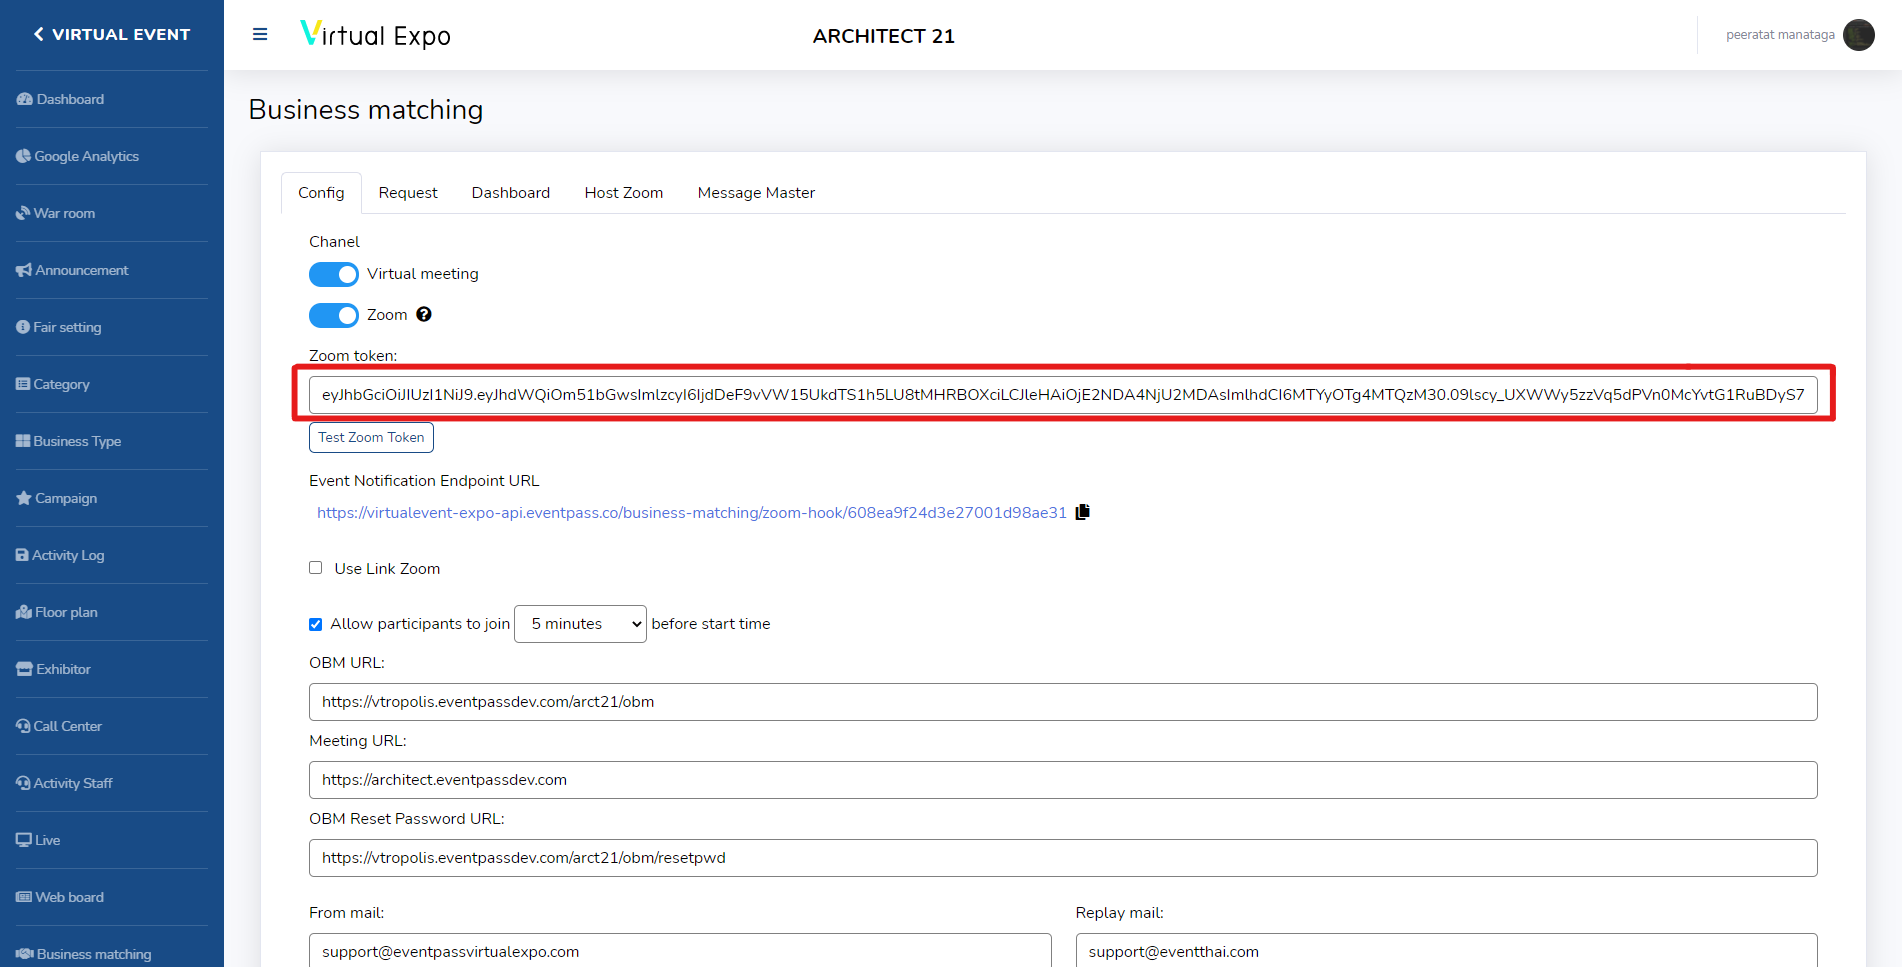 VIRTUAL EVENT
Virtual Expo
ARCHITECT 21
peeratat manataga
Dashboard
Google Analytics
War room
Announcement
Fair setting
Category
Business Type
Campaign
Activity Log
Floor plan
Exhibitor
Call Center
Activity Staff
Live
Web board
Business matching
Business matching
Config
Request
Dashboard
Host Zoom
Message Master
Chanel
Virtual meeting
Zoom
Zoom token:
eyJhbGciOiJIUzI1NiJ9.eyJhdWQiOm51bGwsImlzcyI6IjdDeF9vVW15UkdTS1h5LU8tMHRBOXciLCJleHAiOjE2NDA4NjU2MDAsImlhdCI6MTYyOTg4MTQzM30.09lscy_UXWWy5zzVq5dPVn0McYvtG1RuBDyS7
Test Zoom Token
Event Notification Endpoint URL
https://virtualevent-expo-api.eventpass.co/business-matching/zoom-hook/608ea9f24d3e27001d98ae31
Use Link Zoom
Allow participants to join 5 minutes before start time
OBM URL:
https://vtropolis.eventpassdev.com/arct21/obm
Meeting URL:
https://architect.eventpassdev.com
OBM Reset Password URL:
https://vtropolis.eventpassdev.com/arct21/obm/resetpwd
From mail:
support@eventpassvirtualexpo.com
Replay mail:
support@eventthai.com